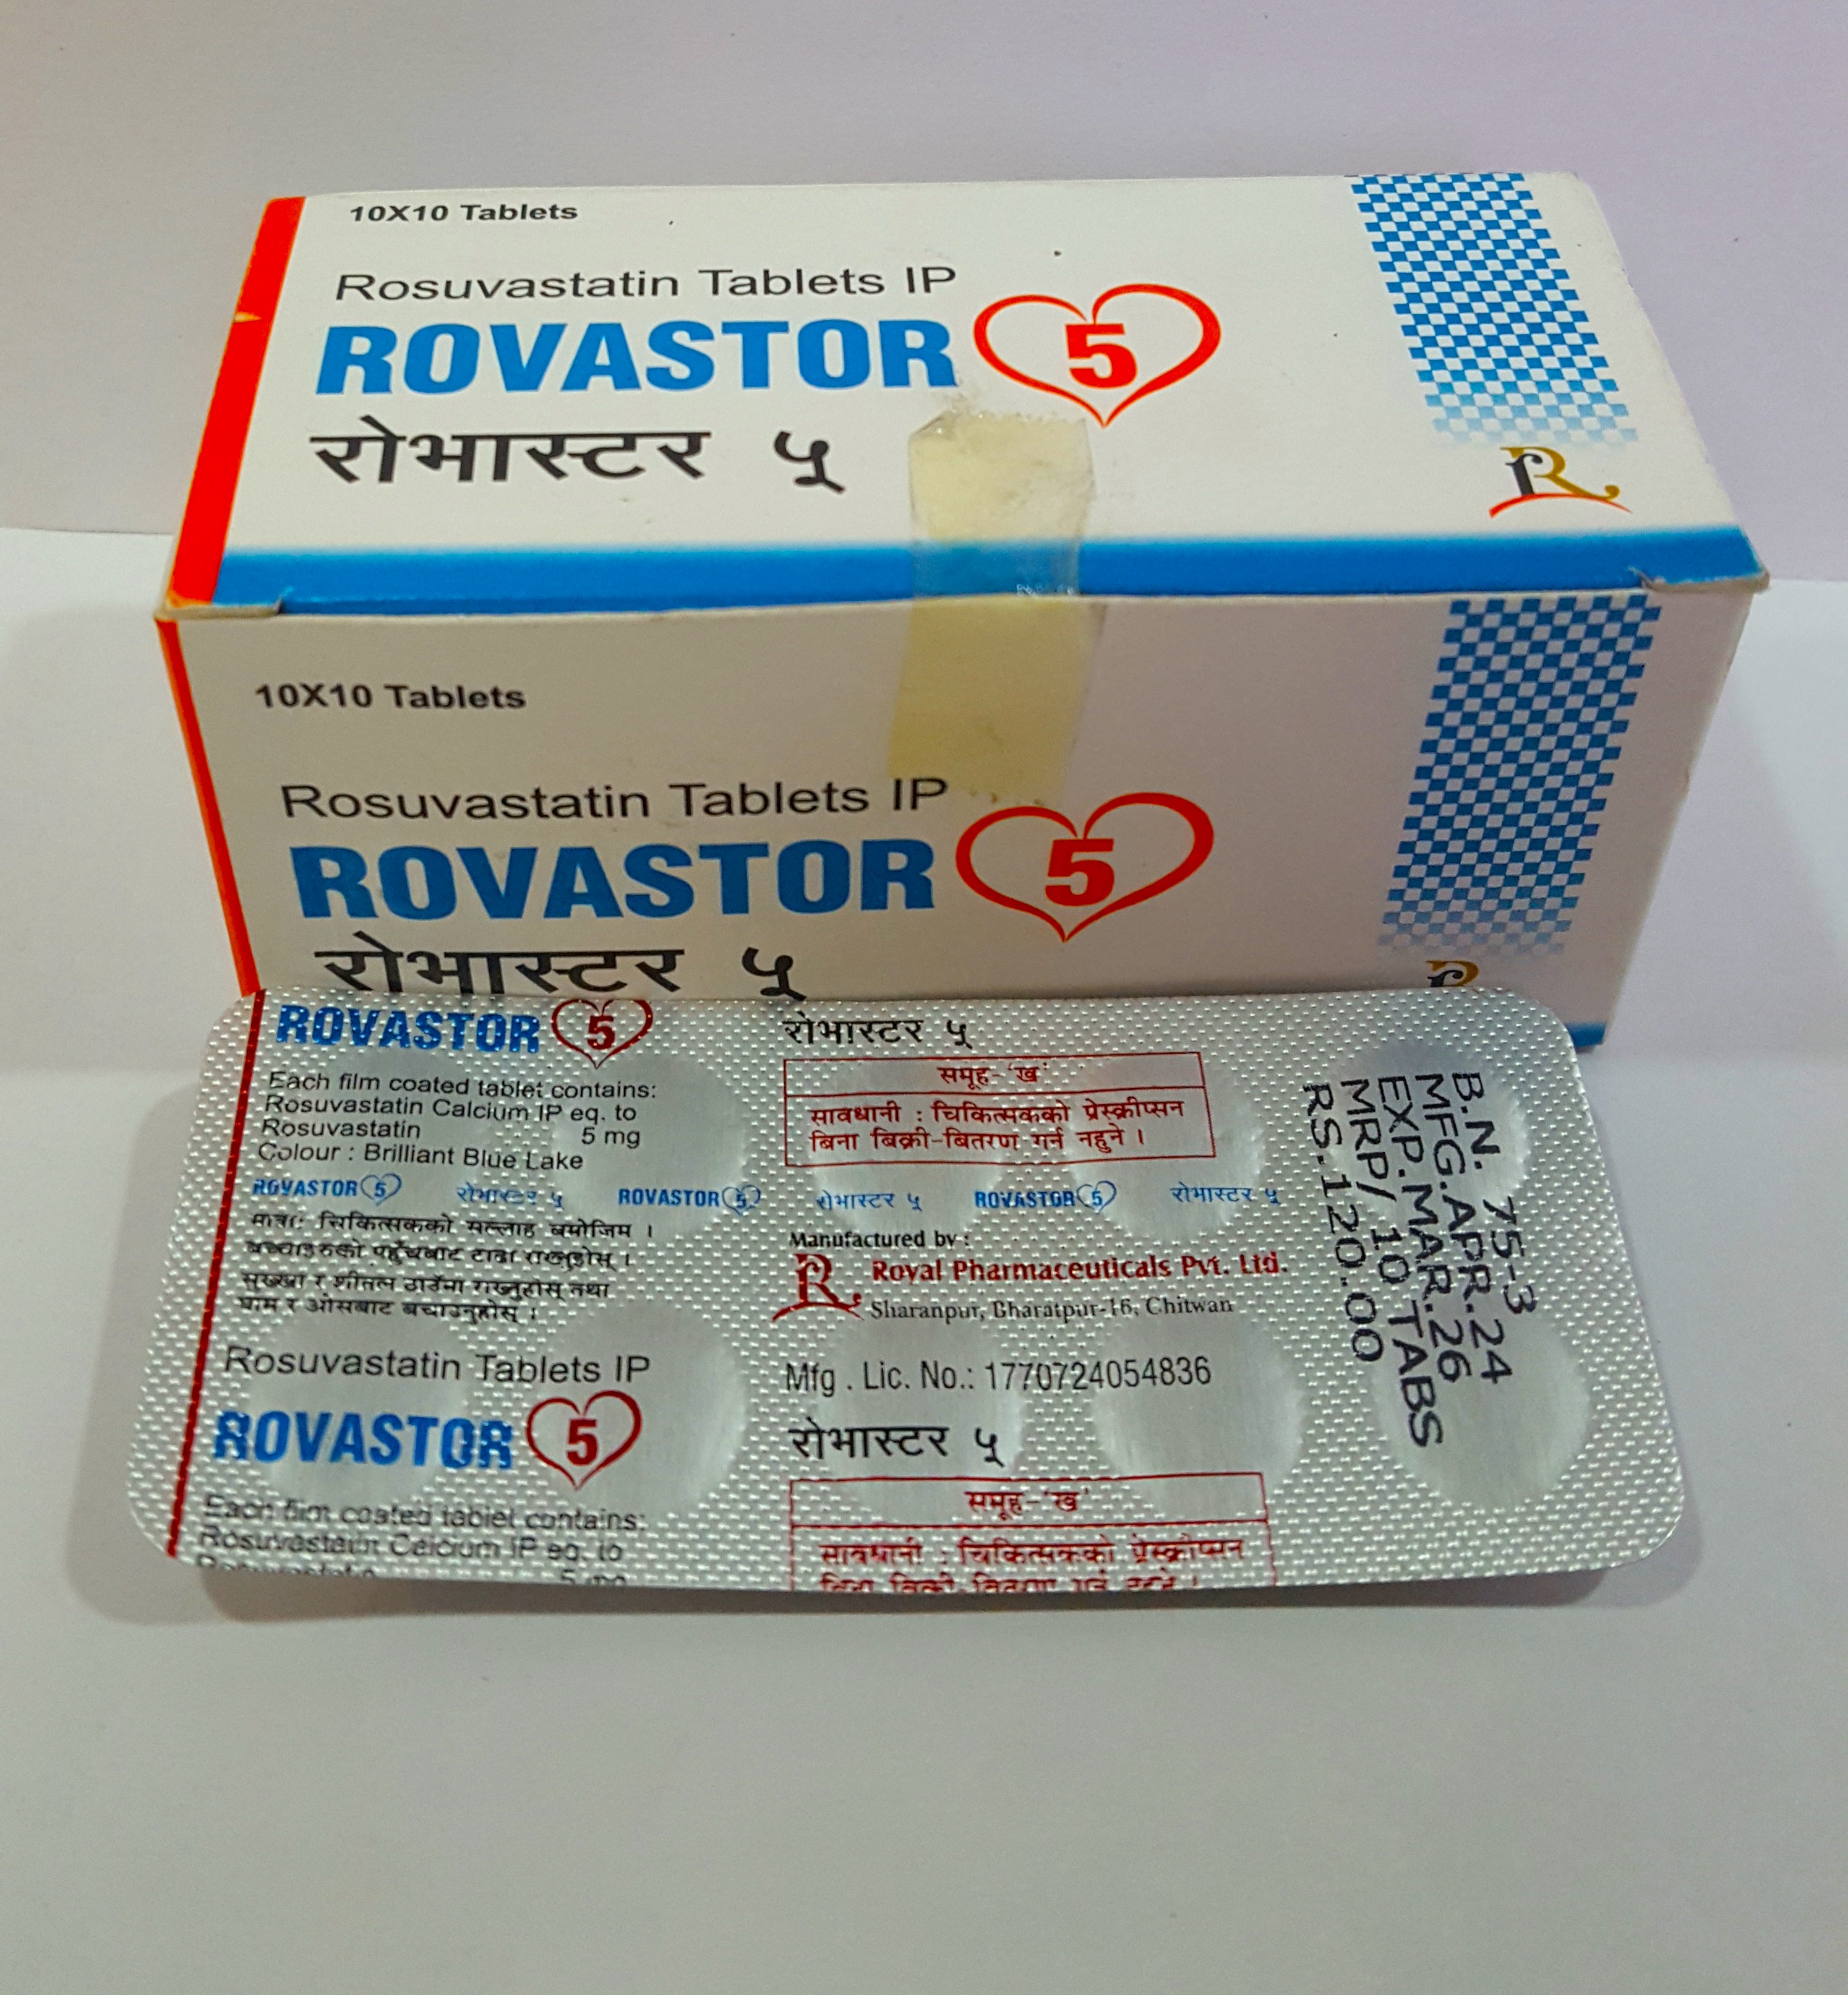 10X10 Tablets
Rosuvastatin Tablets IP
ROVASTOR 5
रोभास्टर ५
10X10 Tablets
Rosuvastatin Tablets IP
ROVASTOR 5
रोभास्टर ५
ROVASTOR 5
Each film coated tablet contains:
Rosuvastatin Calcium IP eq. to
Rosuvastatin 5 mg
Colour : Brilliant Blue Lake
रोभास्टर ५
समूह-'ख'
सावधानी : चिकित्सकको प्रेस्क्रीप्सन
बिना बिक्री-बितरण गर्न नहुने ।
ROVASTOR 5 रोभास्टर ५ ROVASTOR 5 रोभास्टर ५ ROVASTOR 5 रोभास्टर ५
मात्राः चिकित्सकको सल्लाह बमोजिम ।
बच्चाहरुको पहुँचबाट टाढा राख्नुहोस् ।
सुख्खा र शीतल ठाउँमा राख्नुहोस् तथा
घाम र ओसबाट बचाउनुहोस् ।
Manufactured by :
Royal Pharmaceuticals Pvt. Ltd.
Sharanpur, Bharatpur-16, Chitwan
Rosuvastatin Tablets IP
ROVASTOR 5
Each film coated tablet contains:
Rosuvastatin Calcium IP eq. to
Rosuvastatin 5 mg
Mfg . Lic. No.: 1770724054836
रोभास्टर ५
समूह-'ख'
सावधानी : चिकित्सकको प्रेस्क्रीप्सन
बिना बिक्री-बितरण गर्न नहुने ।
B.N. 75-3
MFG.APR.24
EXP.MAR.26
MRP/ 10 TABS
RS.120.00